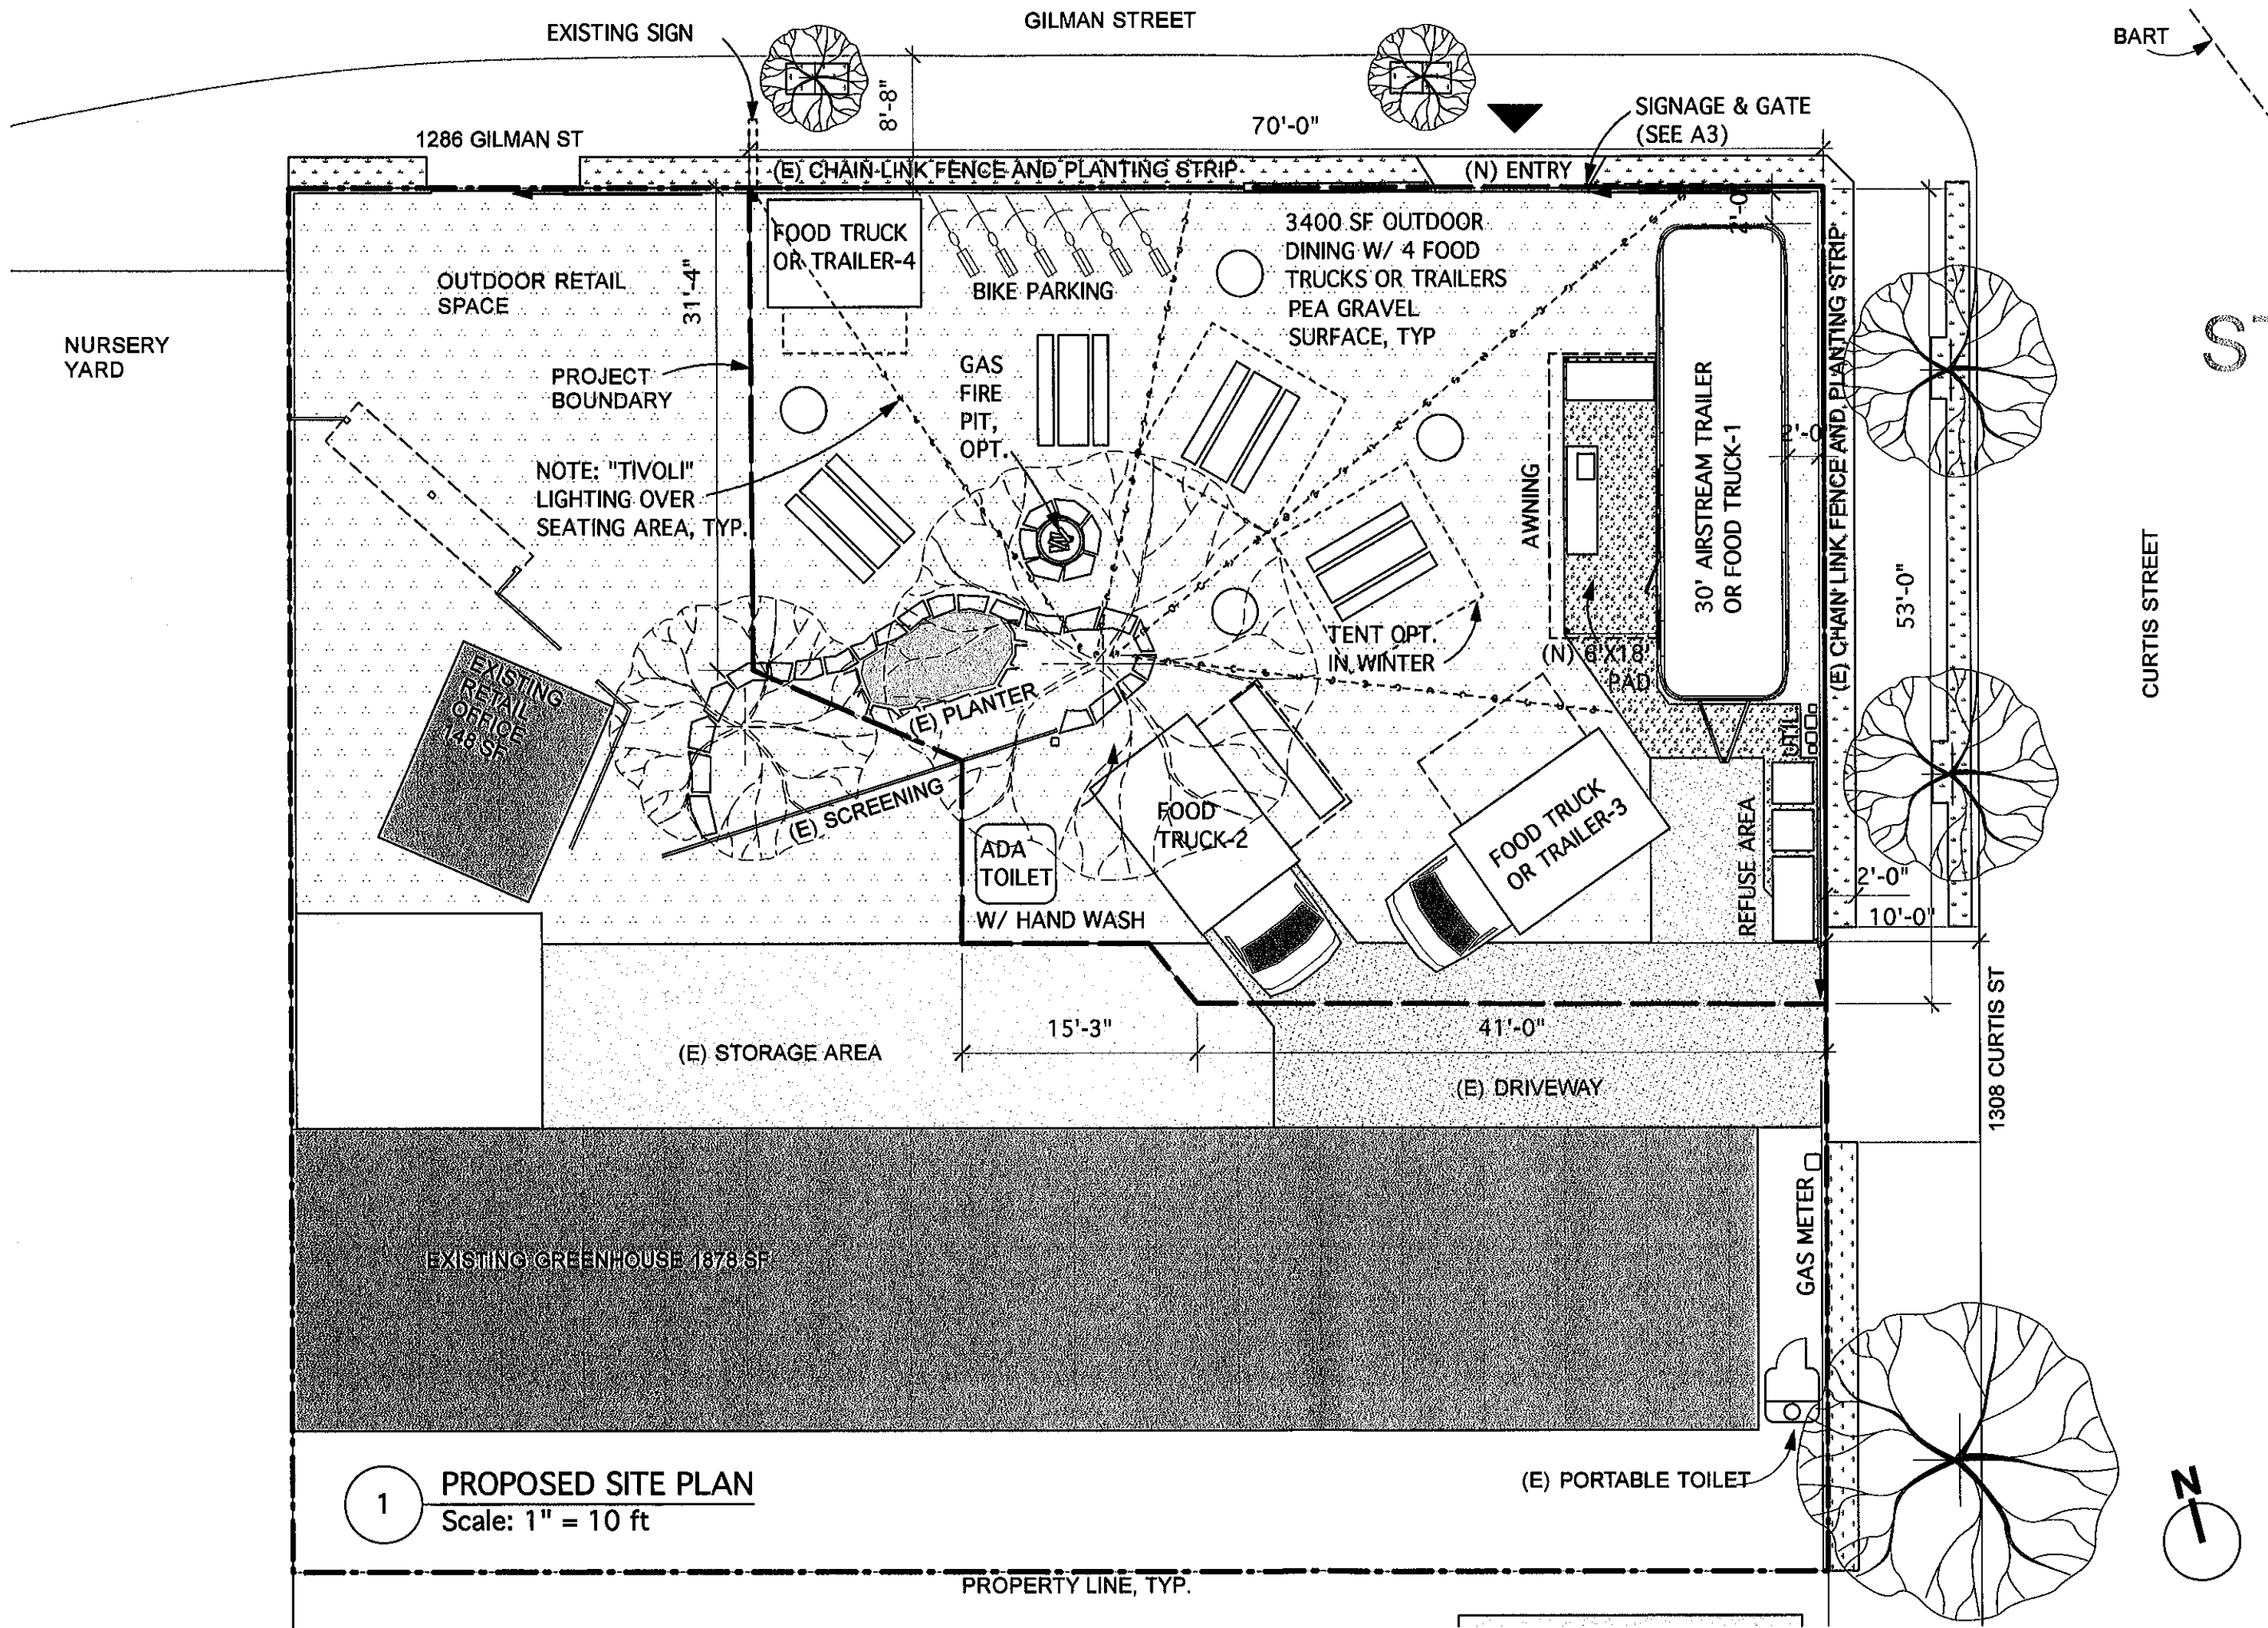 GILMAN STREET
EXISTING SIGN
BART
8'-8"
SIGNAGE & GATE
(SEE A3)
70'-0"
1286 GILMAN ST
(E) CHAIN-LINK FENCE AND PLANTING STRIP
(N) ENTRY
FOOD TRUCK
OR TRAILER-4
BIKE PARKING
3400 SF OUTDOOR
DINING W/ 4 FOOD
TRUCKS OR TRAILERS
PEA GRAVEL
SURFACE, TYP
2'-0"
OUTDOOR RETAIL
SPACE
31'-4"
NURSERY
YARD
PROJECT
BOUNDARY
GAS
FIRE
PIT,
OPT.
NOTE: "TIVOLI"
LIGHTING OVER
SEATING AREA, TYP.
AWNING
30' AIRSTREAM TRAILER
OR FOOD TRUCK-1
2'-0
(E) CHAIN LINK FENCE AND PLANTING STRIP
53'-0"
CURTIS STREET
TENT OPT.
IN WINTER
(N) 6'X18'
PAD
EXISTING
RETAIL
OFFICE
148 SF
(E) PLANTER
(E) SCREENING
UTIL
FOOD
TRUCK-2
FOOD TRUCK
OR TRAILER-3
REFUSE AREA
ADA
TOILET
W/ HAND WASH
2'-0"
10'-0"
15'-3"
41'-0"
(E) STORAGE AREA
(E) DRIVEWAY
1308 CURTIS ST
EXISTING GREENHOUSE 1878 SF
GAS METER
(E) PORTABLE TOILET
1
PROPOSED SITE PLAN
Scale: 1" = 10 ft
N
PROPERTY LINE, TYP.